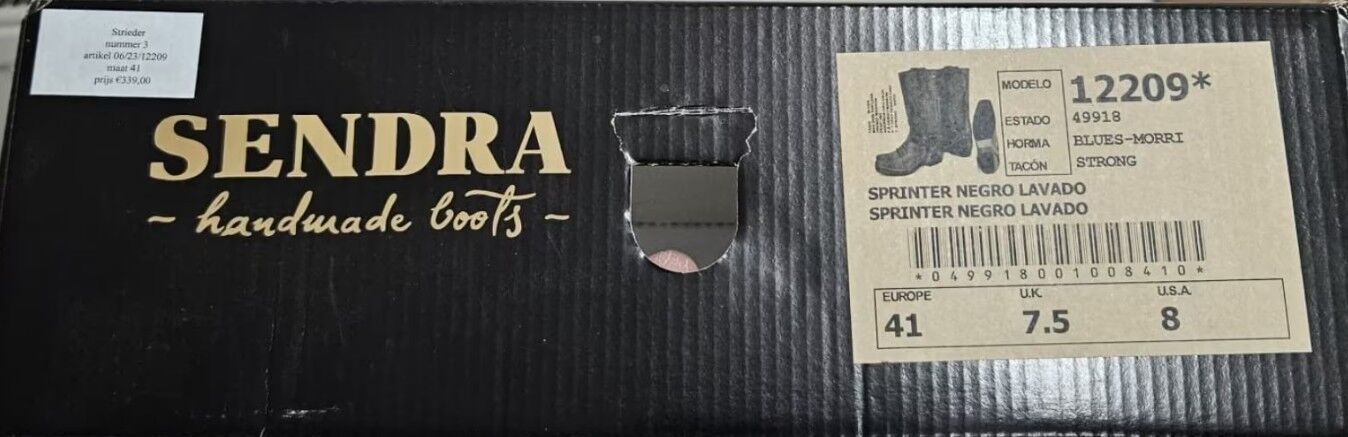 Strieder
nummer 3
artikel 06/23/12209
maat 41
prijs €339,00
SENDRA
~ handmade boots ~
MODELO 12209*
ESTADO 49918
HORMA BLUES-MORRI
TACÓN STRONG
SPRINTER NEGRO LAVADO
SPRINTER NEGRO LAVADO
*0499180010084 10*
EUROPE U.K. U.S.A.
41 7.5 8